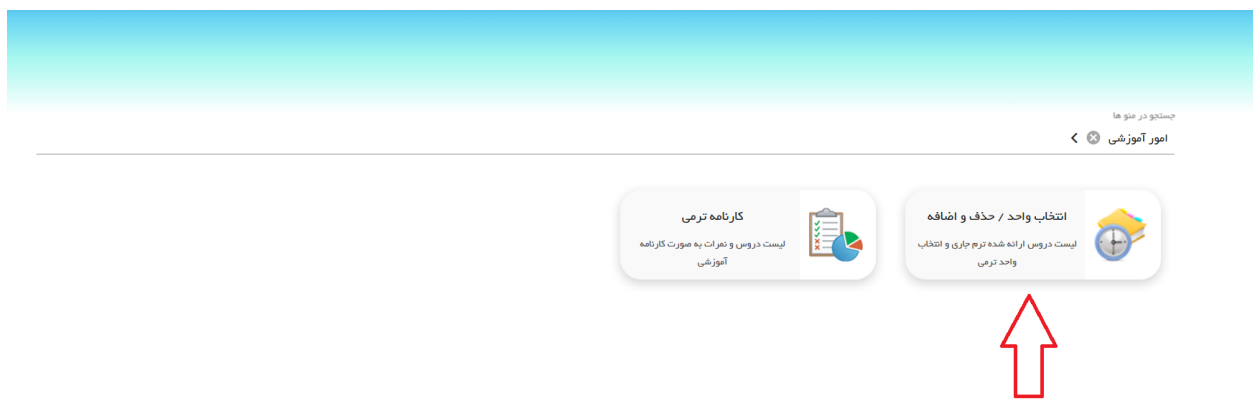 جستجو در منو ها
امور آموزشی
انتخاب واحد / حذف و اضافه
لیست دروس ارائه شده ترم جاری و انتخاب
واحد ترمی
کارنامه ترمی
لیست دروس و نمرات به صورت کارنامه
آموزشی